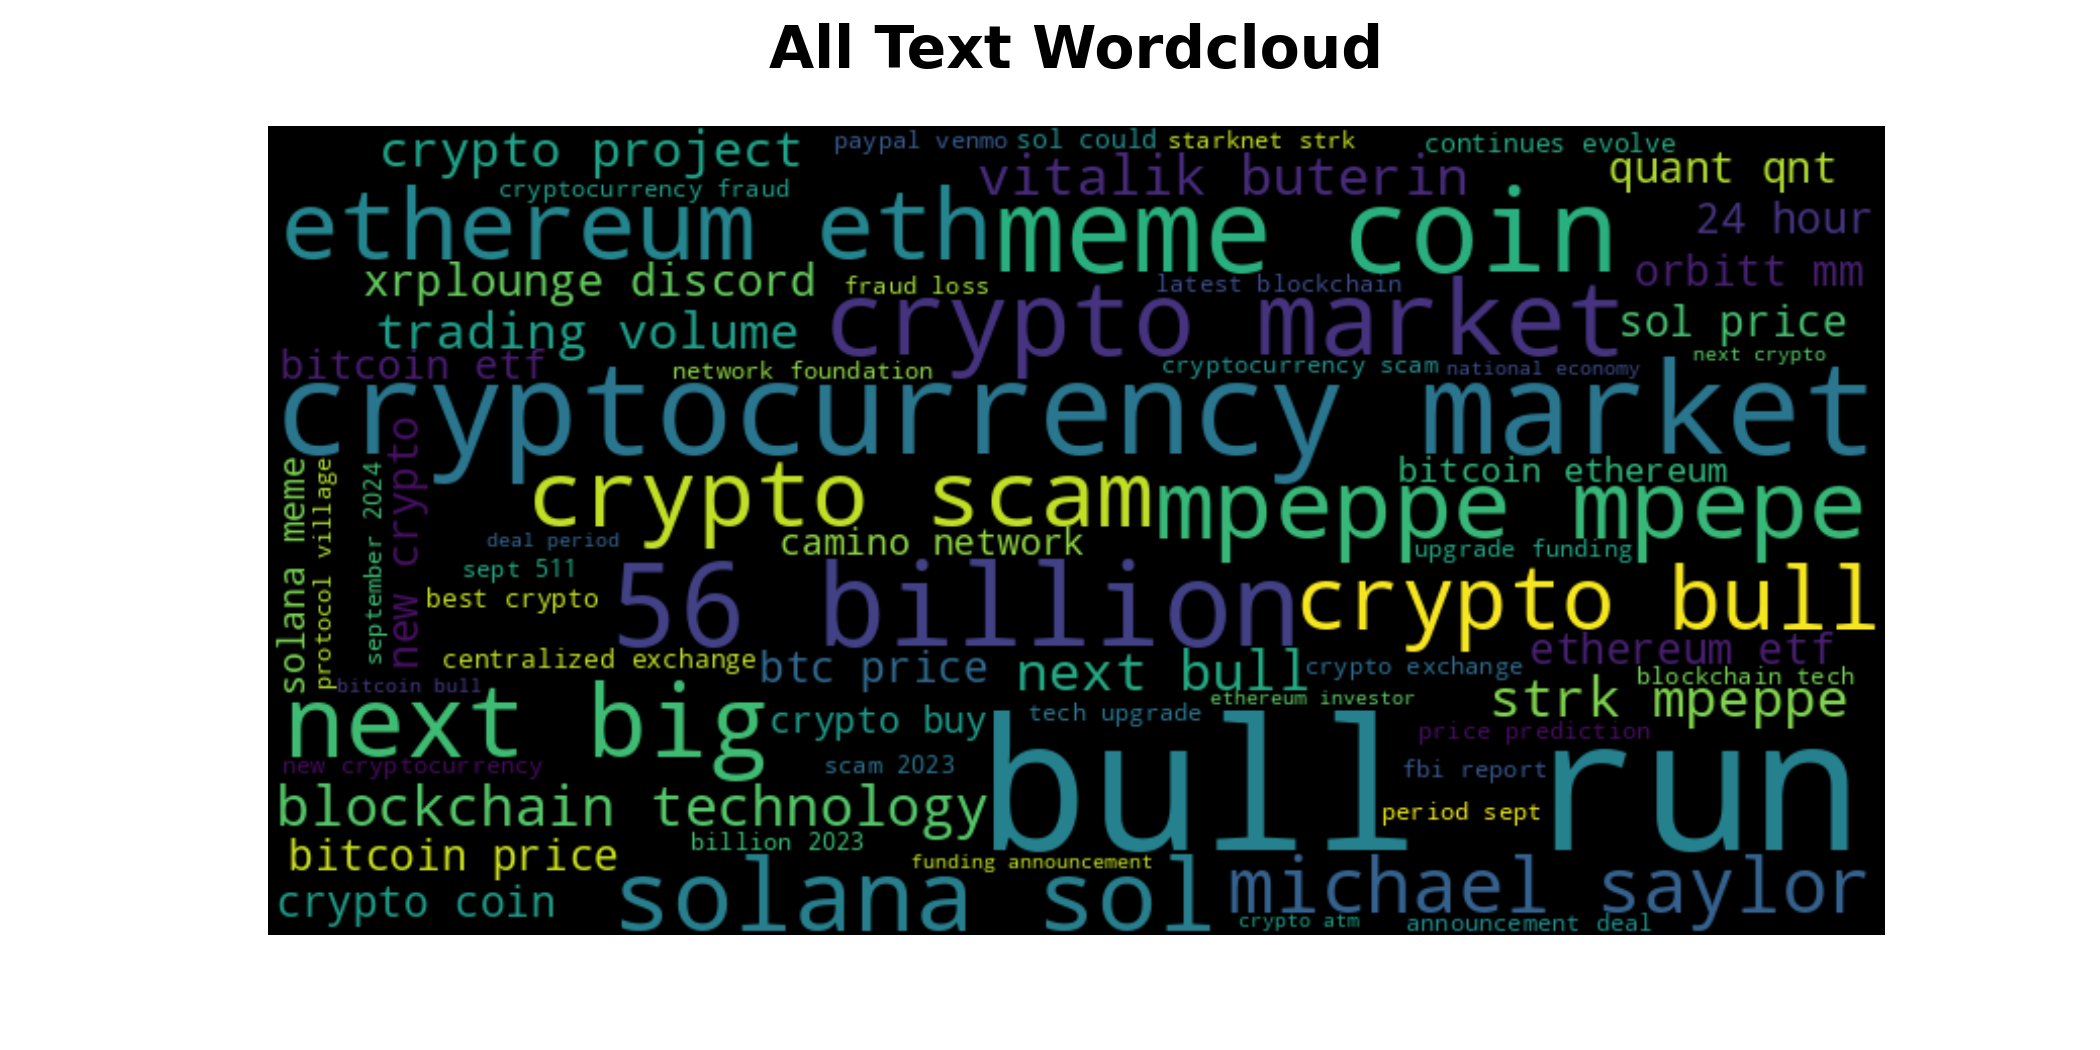 All Text Wordcloud
crypto project
paypal venmo
sol could
starknet strk
continues evolve
vitalik buterin
quant qnt
cryptocurrency fraud
ethereum eth
meme coin
24 hour
xrplounge discord
fraud loss
latest blockchain
orbitt mm
trading volume
crypto market
sol price
bitcoin etf
network foundation
cryptocurrency scam
national economy
next crypto
cryptocurrency market
solana meme
protocol village
september 2024
new crypto
crypto scam
bitcoin ethereum
mpeppe mpepe
deal period
camino network
upgrade funding
sept 511
best crypto
56 billion
crypto bull
centralized exchange
btc price
next bull
crypto exchange
ethereum etf
bitcoin bull
blockchain tech
ethereum investor
strk mpeppe
next big
crypto buy
tech upgrade
price prediction
new cryptocurrency
scam 2023
bull run
fbi report
blockchain technology
period sept
billion 2023
bitcoin price
funding announcement
crypto coin
solana sol
michael saylor
crypto atm
announcement deal